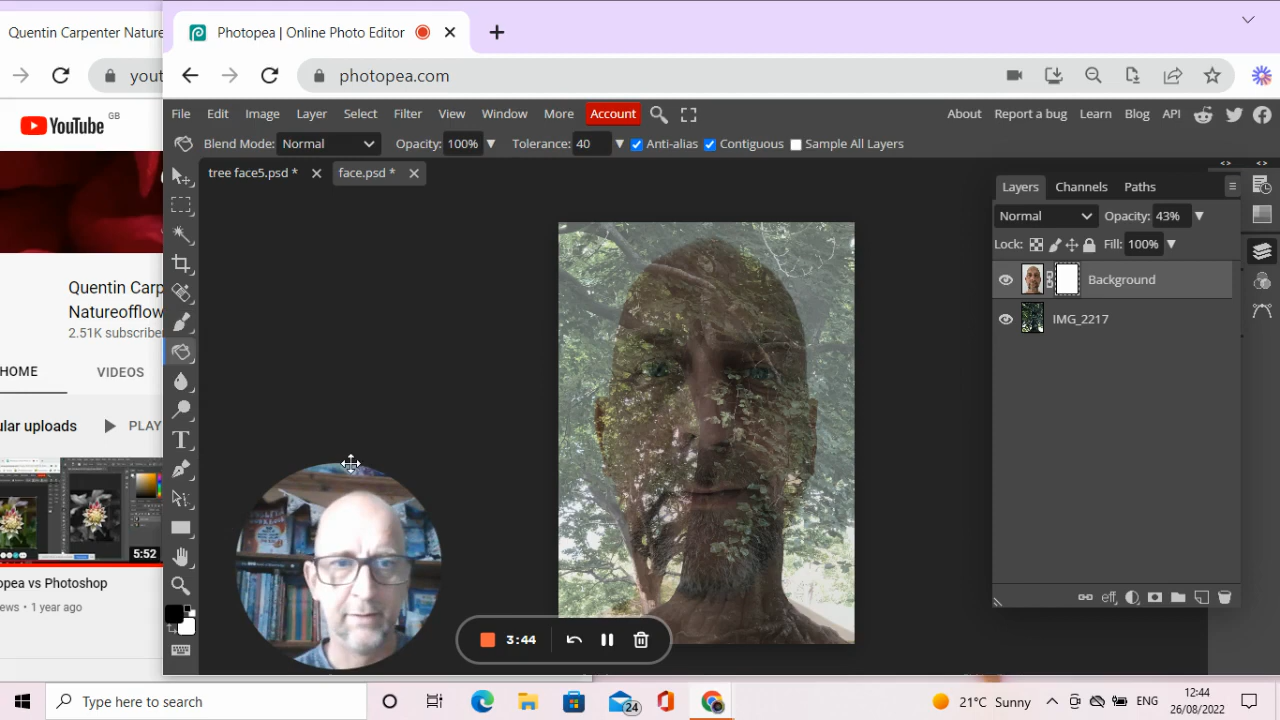 Quentin Carpenter Nature
Photopea | Online Photo Editor
yout
photopea.com
YouTube GB
File Edit Image Layer Select Filter View Window More Account
About Report a bug Learn Blog API
Blend Mode: Normal Opacity: 100% Tolerance: 40 Anti-alias Contiguous Sample All Layers
tree face5.psd *
face.psd *
Layers Channels Paths
Normal Opacity: 43%
Lock: Fill: 100%
Background
IMG_2217
Quentin Carp
Natureofflow
2.51K subscribe
HOME VIDEOS
ular uploads PLAY
5:52
opea vs Photoshop
ews • 1 year ago
T
eff
3:44
Type here to search
24
21°C Sunny
ENG
12:44
26/08/2022